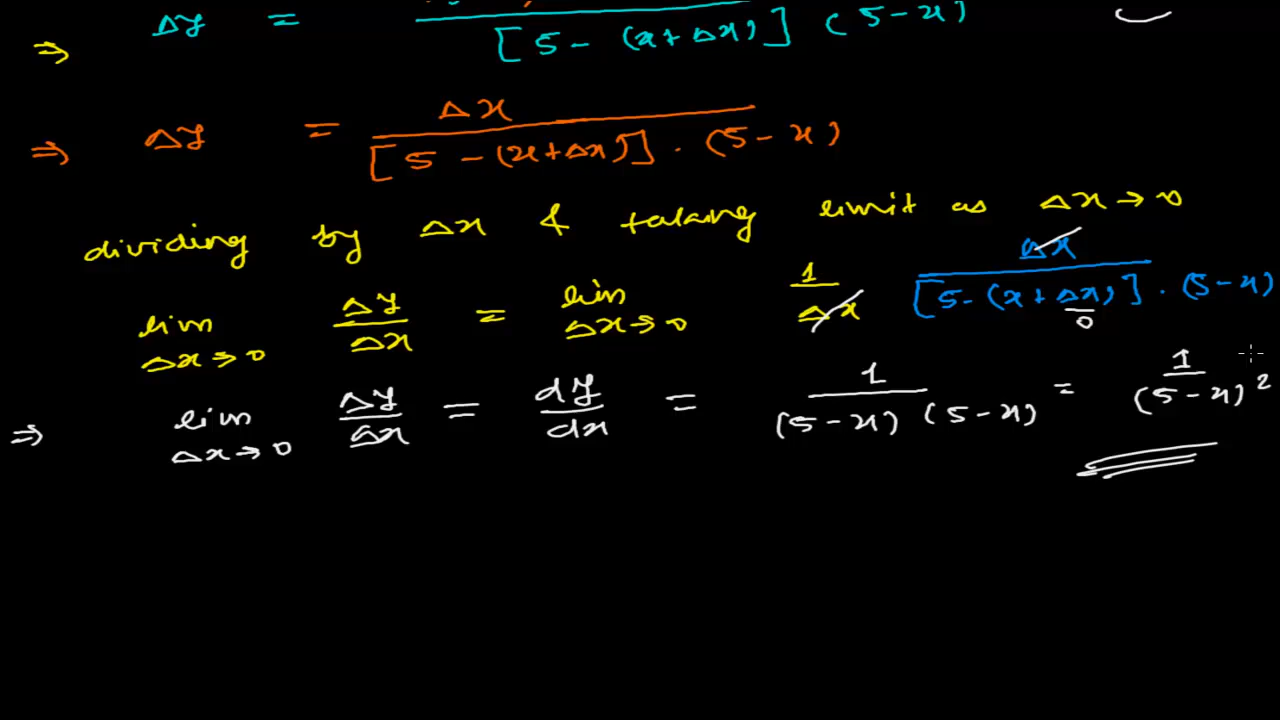 ⇒ Δy = ――― / [5 - (x+Δx)] (5-x)
⇒ Δy = Δx / [5 - (x+Δx)] . (5-x)
dividing by Δx & taking limit as Δx → 0
lim Δx→0 Δy/Δx = lim Δx→0 1/Δx Δx / [5-(x+Δx)] . (5-x)
0
⇒ lim Δx→0 Δy/Δx = dy/dx = 1 / (5-x) (5-x) = 1 / (5-x)²